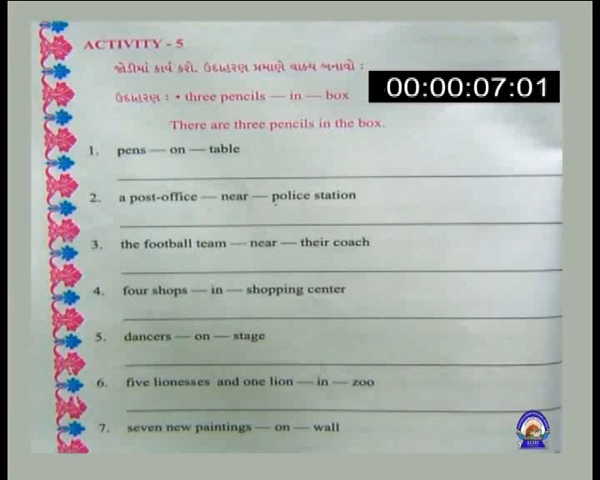 ACTIVITY - 5
જોડીમાં કાર્ય કરો. ઉદાહરણ પ્રમાણે વાક્ય બનાવો :
00:00:07:01
ઉદાહરણ : • three pencils — in — box
There are three pencils in the box.
1. pens — on — table
2. a post-office — near — police station
3. the football team — near — their coach
4. four shops — in — shopping center
5. dancers — on — stage
6. five lionesses and one lion — in — zoo
7. seven new paintings — on — wall